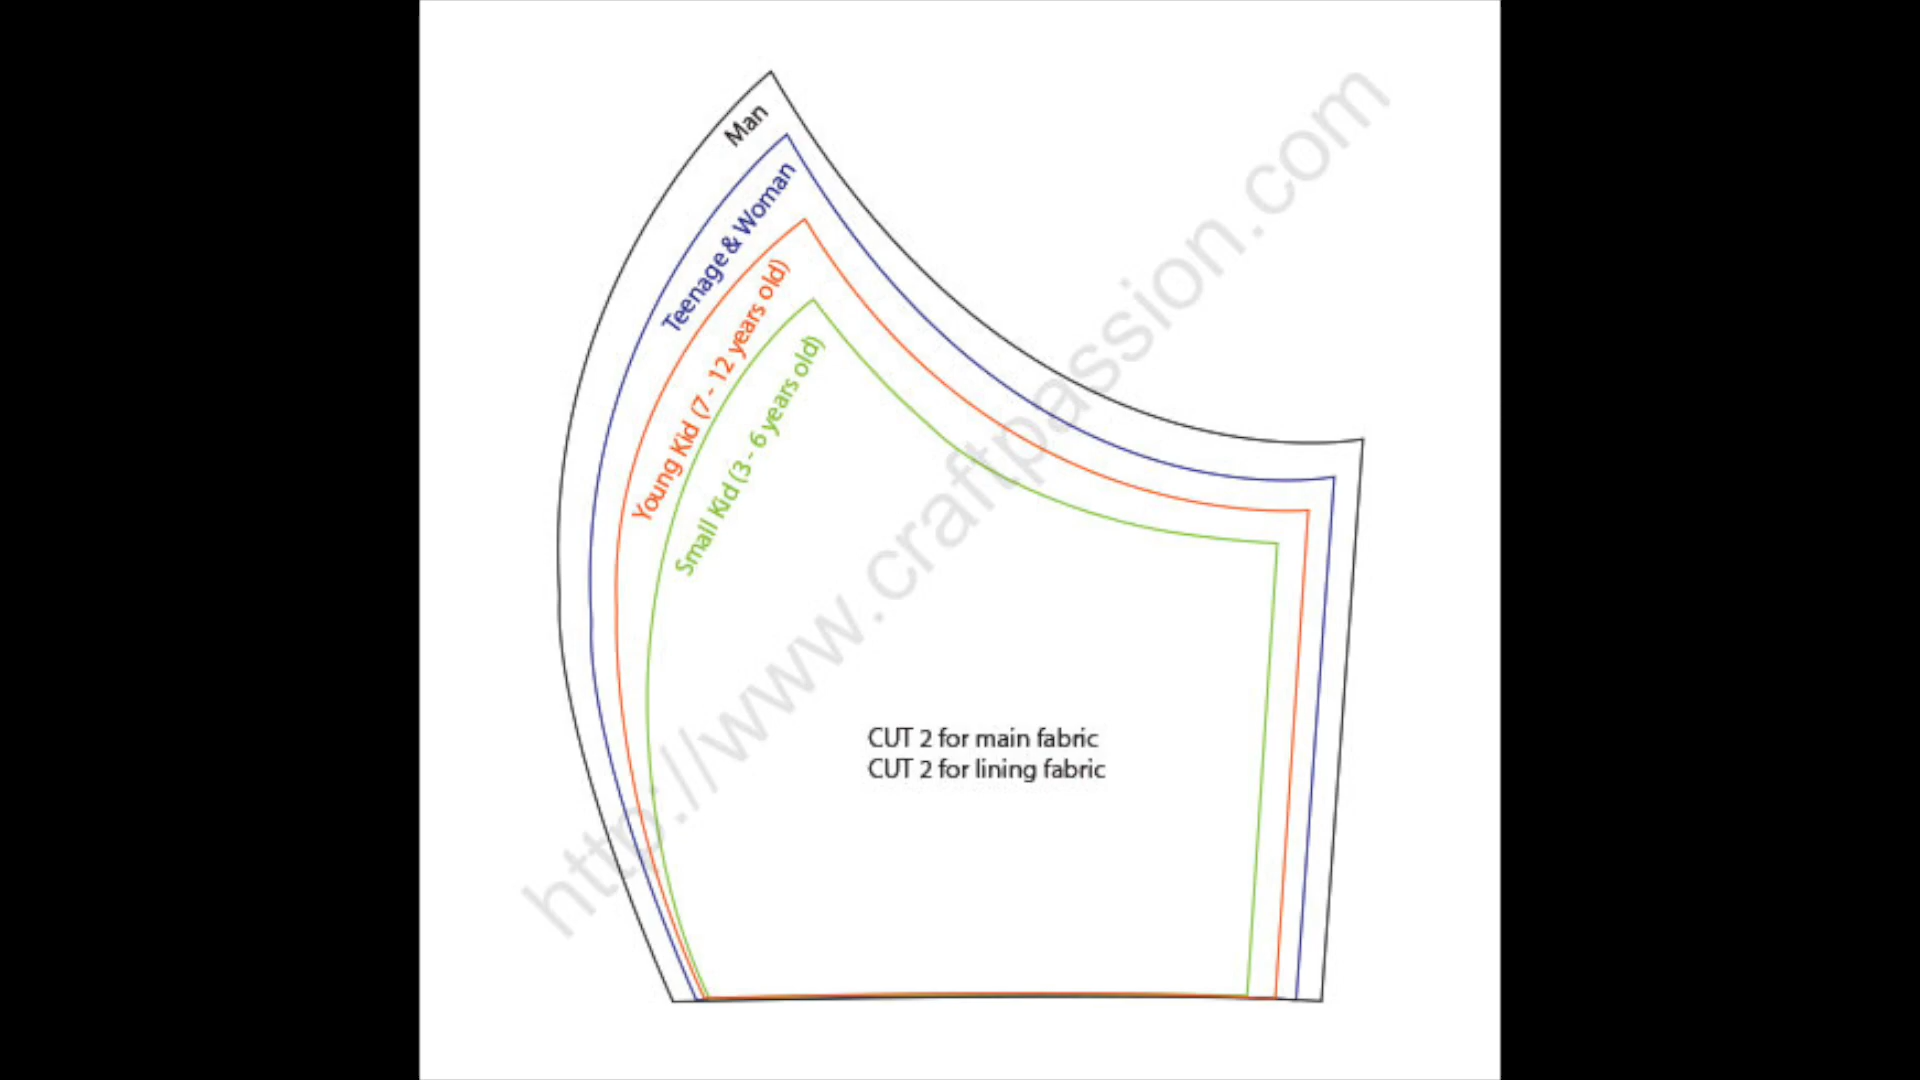 Man
Teenage & Woman
Young Kid (7 - 12 years old)
Small Kid (3 - 6 years old)
http://www.craftpassion.com
CUT 2 for main fabric
CUT 2 for lining fabric